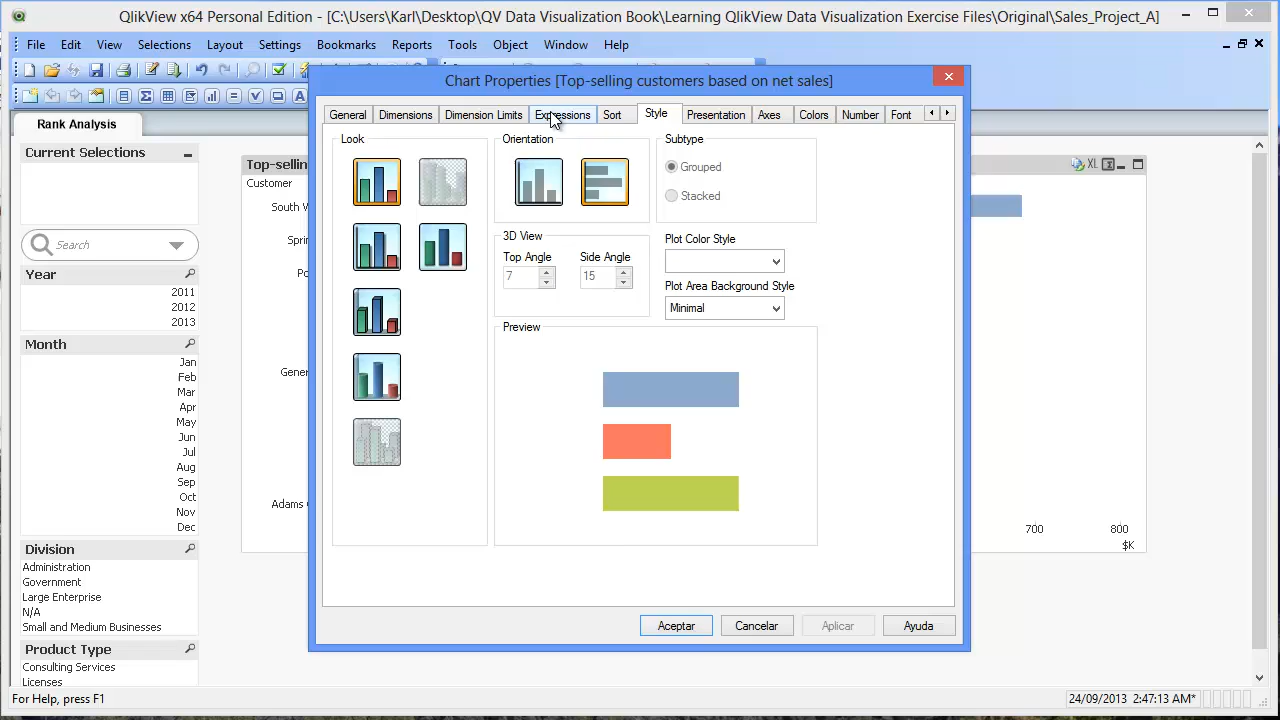 QlikView x64 Personal Edition - [C:\Users\Karl\Desktop\QV Data Visualization Book\Learning QlikView Data Visualization Exercise Files\Original\Sales_Project_A]
File Edit View Selections Layout Settings Bookmarks Reports Tools Object Window Help
Chart Properties [Top-selling customers based on net sales]
General Dimensions Dimension Limits Expressions Sort Style Presentation Axes Colors Number Font
Rank Analysis
Current Selections
Search
Year
2011
2012
2013
Month
Jan
Feb
Mar
Apr
May
Jun
Jul
Aug
Sep
Oct
Nov
Dec
Division
Administration
Government
Large Enterprise
N/A
Small and Medium Businesses
Product Type
Consulting Services
Licenses
Top-sellin
XL
Customer
South W
Sprin
Po
Gener
Adams
700 800
$K
Look
Orientation
Subtype
Grouped
Stacked
3D View
Top Angle Side Angle
7 15
Plot Color Style
Plot Area Background Style
Minimal
Preview
Aceptar Cancelar Aplicar Ayuda
For Help, press F1
24/09/2013 2:47:13 AM*